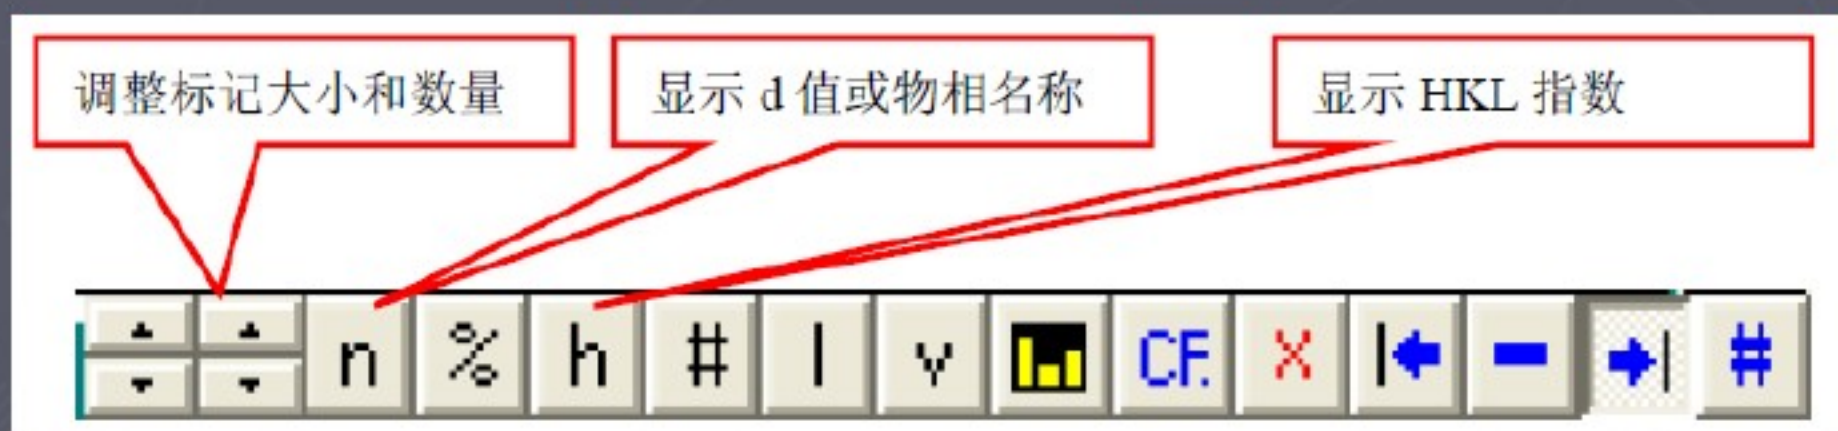 调整标记大小和数量
显示 d 值或物相名称
显示 HKL 指数
n % h # l v CF. X #